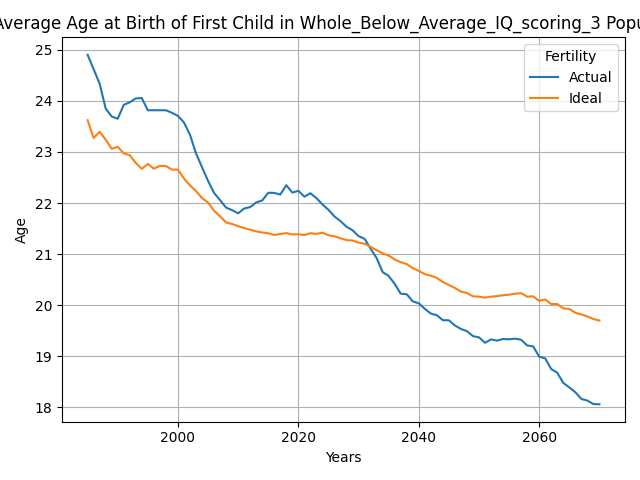 Average Age at Birth of First Child in Whole_Below_Average_IQ_scoring_3
Fertility
Actual
Ideal
Age
25
24
23
22
21
20
19
18
2000 2020 2040 2060
Years